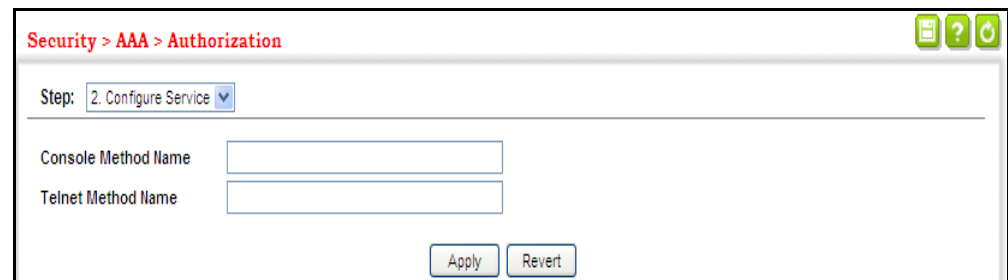 Security > AAA > Authorization
?
Step: 2. Configure Service
Console Method Name
Telnet Method Name
Apply Revert